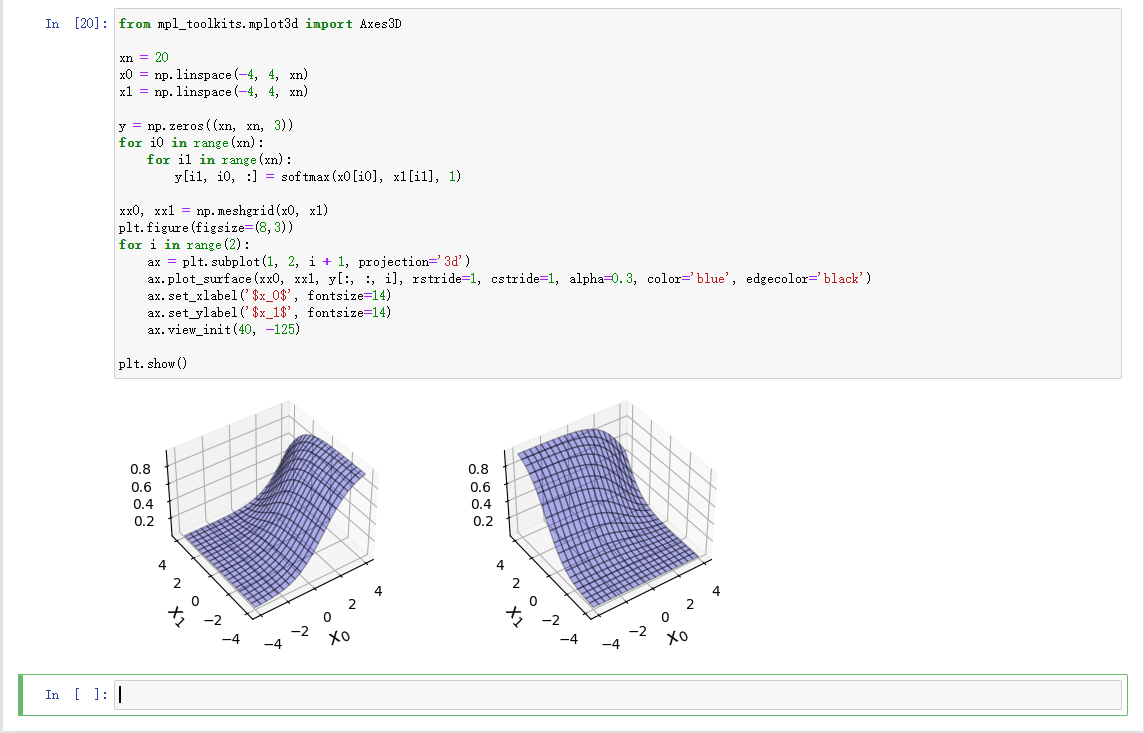 In [20]: from mpl_toolkits.mplot3d import Axes3D
xn = 20
x0 = np.linspace(-4, 4, xn)
x1 = np.linspace(-4, 4, xn)
y = np.zeros((xn, xn, 3))
for i0 in range(xn):
    for i1 in range(xn):
        y[i1, i0, :] = softmax(x0[i0], x1[i1], 1)
xx0, xx1 = np.meshgrid(x0, x1)
plt.figure(figsize=(8,3))
for i in range(2):
    ax = plt.subplot(1, 2, i + 1, projection='3d')
    ax.plot_surface(xx0, xx1, y[:, :, i], rstride=1, cstride=1, alpha=0.3, color='blue', edgecolor='black')
    ax.set_xlabel('$x_0$', fontsize=14)
    ax.set_ylabel('$x_1$', fontsize=14)
    ax.view_init(40, -125)
plt.show()
0.8
0.6
0.4
0.2
4
2
0
−2
−4
x1
−4
−2
0
2
4
x0
0.8
0.6
0.4
0.2
4
2
0
−2
−4
x1
−4
−2
0
2
4
x0
In [ ]: